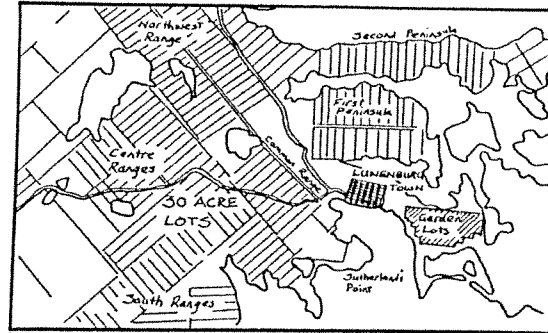 Northwest
Range
Second Peninsula
First
Peninsula
Common Range
Centre
Ranges
LUNENBURG
TOWN
30 ACRE
LOTS
Garden
Lots
Sutherland's
Point
South Ranges